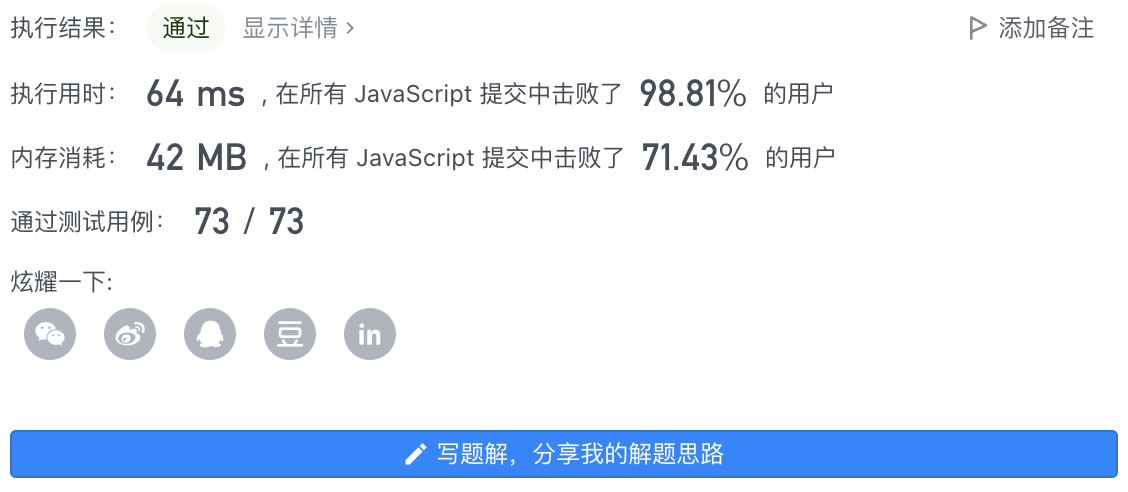 执行结果： 通过 显示详情 > 添加备注
执行用时： 64 ms , 在所有 JavaScript 提交中击败了 98.81% 的用户
内存消耗： 42 MB , 在所有 JavaScript 提交中击败了 71.43% 的用户
通过测试用例： 73 / 73
炫耀一下:
豆 in
写题解，分享我的解题思路